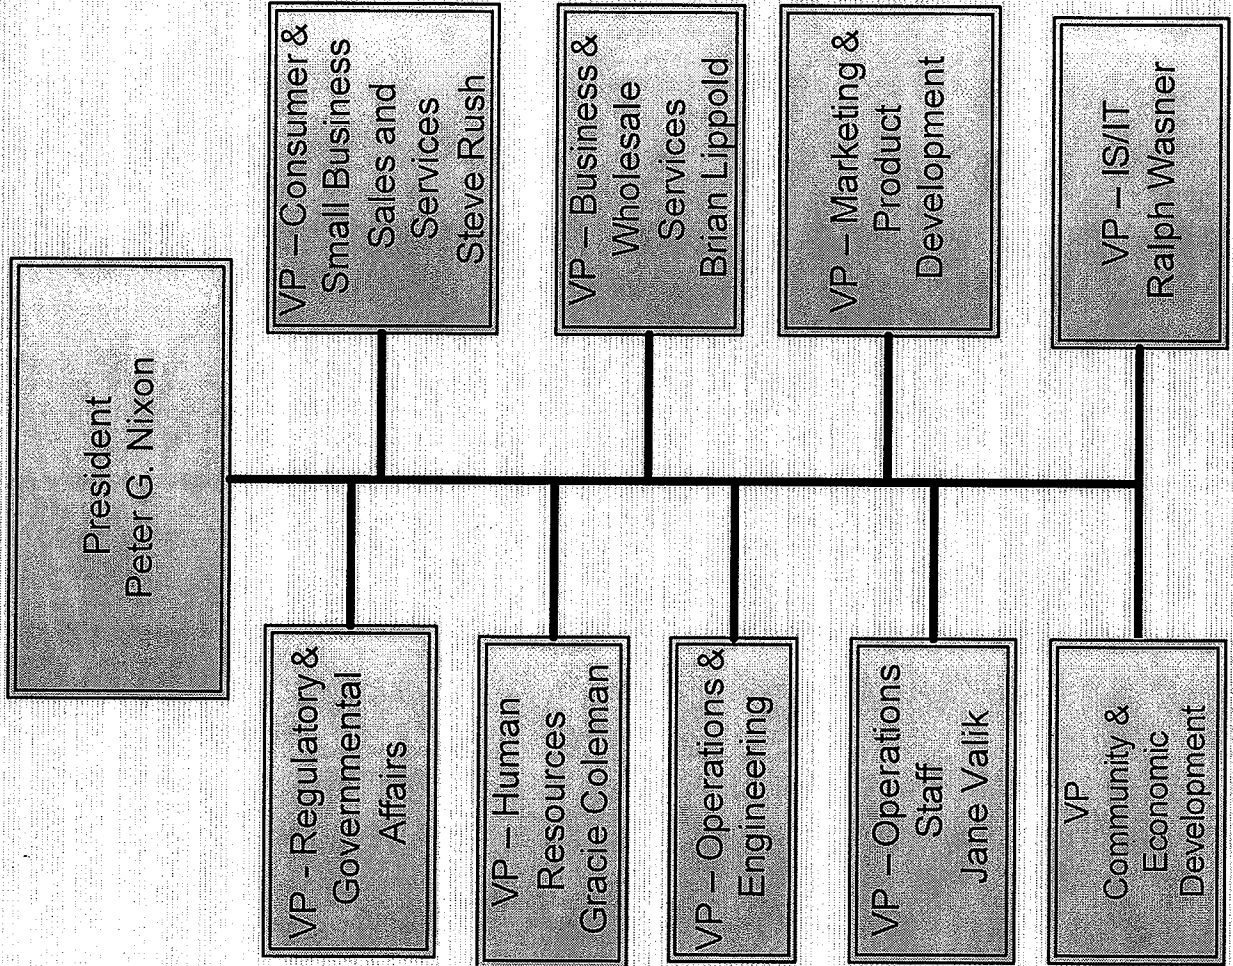 President
Peter G. Nixon
VP - Regulatory &
Governmental
Affairs
VP – Consumer &
Small Business
Sales and
Services
Steve Rush
VP – Human
Resources
Gracie Coleman
VP – Business &
Wholesale
Services
Brian Lippold
VP – Operations &
Engineering
VP – Marketing &
Product
Development
VP – Operations
Staff
Jane Valik
VP – IS/IT
Ralph Wasner
VP
Community &
Economic
Development